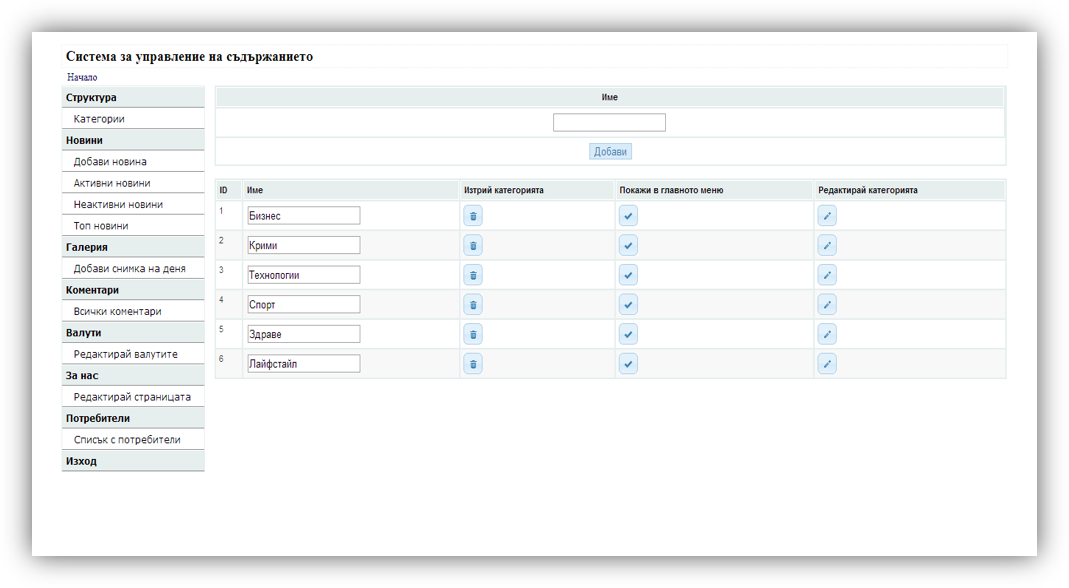 Система за управление на съдържанието
Начало
Структура
Категории
Новини
Добави новина
Активни новини
Неактивни новини
Топ новини
Галерия
Добави снимка на деня
Коментари
Всички коментари
Валути
Редактирай валутите
За нас
Редактирай страницата
Потребители
Списък с потребители
Изход
Име
Добави
ID Име Изтрий категорията Покажи в главното меню Редактирай категорията
1 Бизнес
2 Крими
3 Технологии
4 Спорт
5 Здраве
6 Лайфстайл